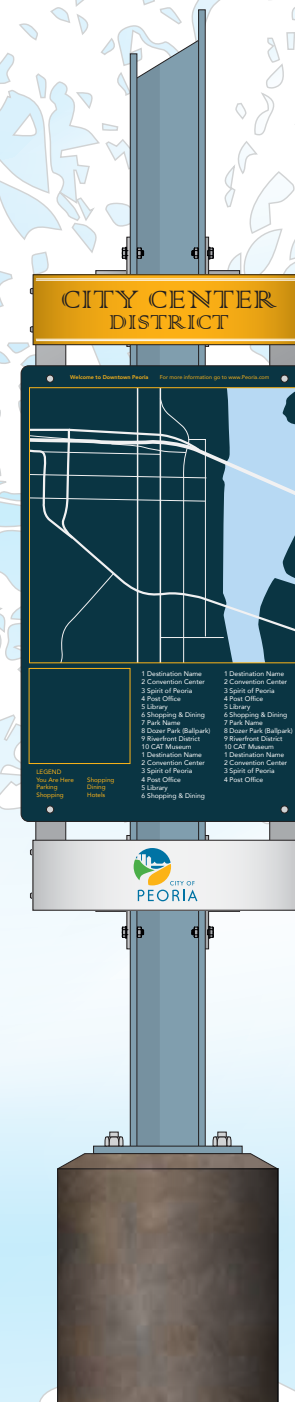 CITY CENTER
DISTRICT
Welcome to Downtown Peoria For more information go to www.Peoria.com
1 Destination Name
2 Convention Center
3 Spirit of Peoria
4 Post Office
5 Library
6 Shopping & Dining
7 Park Name
8 Dozer Park (Ballpark)
9 Riverfront District
10 CAT Museum
1 Destination Name
2 Convention Center
3 Spirit of Peoria
4 Post Office
5 Library
6 Shopping & Dining
1 Destination Name
2 Convention Center
3 Spirit of Peoria
4 Post Office
5 Library
6 Shopping & Dining
7 Park Name
8 Dozer Park (Ballpark)
9 Riverfront District
10 CAT Museum
1 Destination Name
2 Convention Center
3 Spirit of Peoria
4 Post Office
LEGEND
You Are Here Shopping
Parking Dining
Shopping Hotels
CITY OF
PEORIA